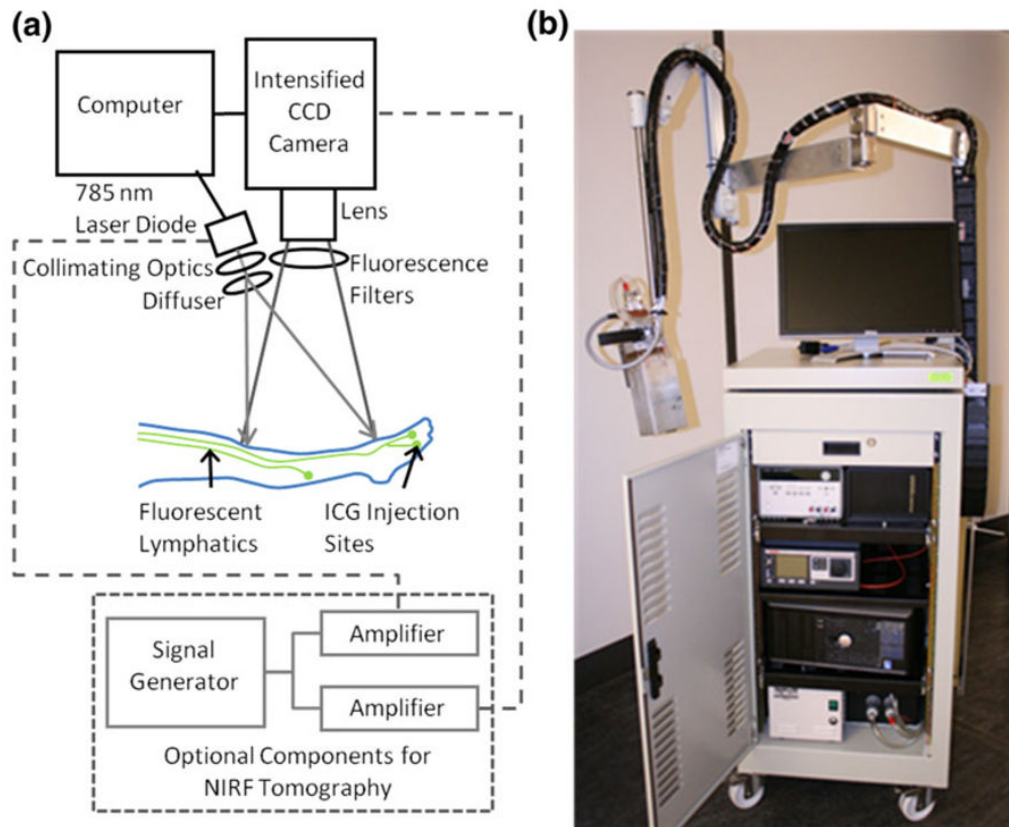 (a)
Computer
Intensified
CCD
Camera
785 nm
Laser Diode
Lens
Collimating Optics
Diffuser
Fluorescence
Filters
Fluorescent
Lymphatics
ICG Injection
Sites
Signal
Generator
Amplifier
Amplifier
Optional Components for
NIRF Tomography
(b)